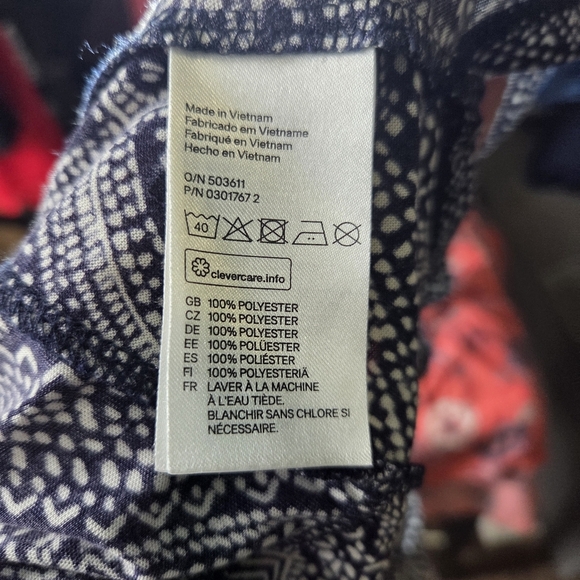 Made in Vietnam
Fabricado em Vietname
Fabriqué en Vietnam
Hecho en Vietnam
O/N 503611
P/N 0301767 2
40
clevercare.info
GB 100% POLYESTER
CZ 100% POLYESTER
DE 100% POLYESTER
EE 100% POLÜESTER
ES 100% POLIÉSTER
FI 100% POLYESTERIÄ
FR LAVER À LA MACHINE
À L'EAU TIÈDE.
BLANCHIR SANS CHLORE SI
NÉCESSAIRE.